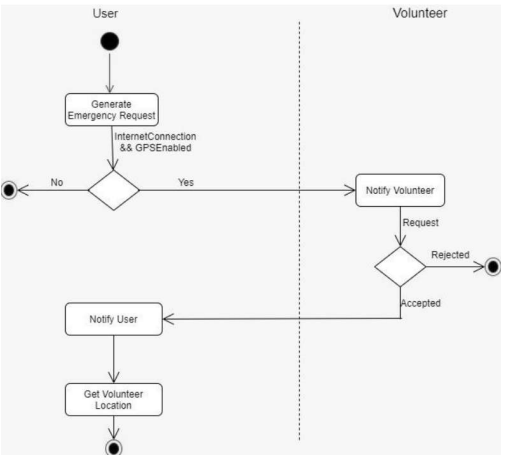 User
Volunteer
Generate
Emergency Request
InternetConnection
&& GPSEnabled
No
Yes
Notify Volunteer
Request
Rejected
Accepted
Notify User
Get Volunteer
Location